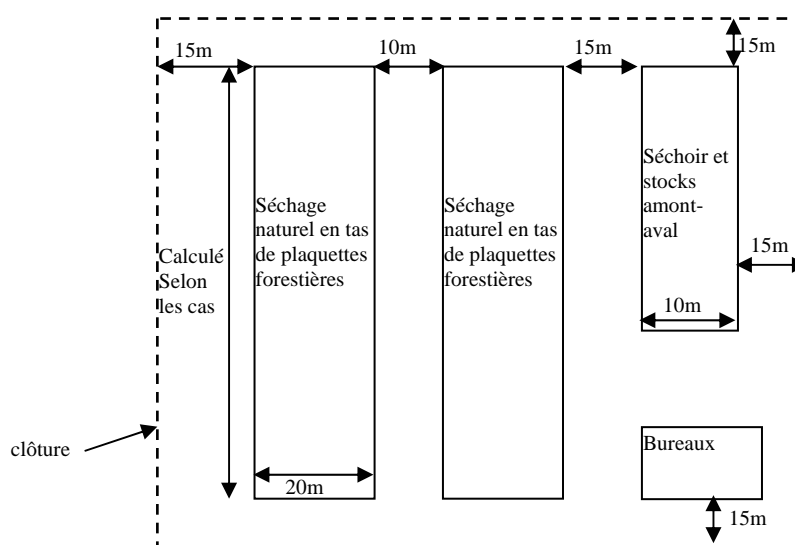 15m
10m
15m
15m
Séchage
naturel en tas
de plaquettes
forestières
Séchage
naturel en tas
de plaquettes
forestières
Séchoir et
stocks
amont-
aval
15m
Calculé
Selon
les cas
10m
clôture
20m
Bureaux
15m